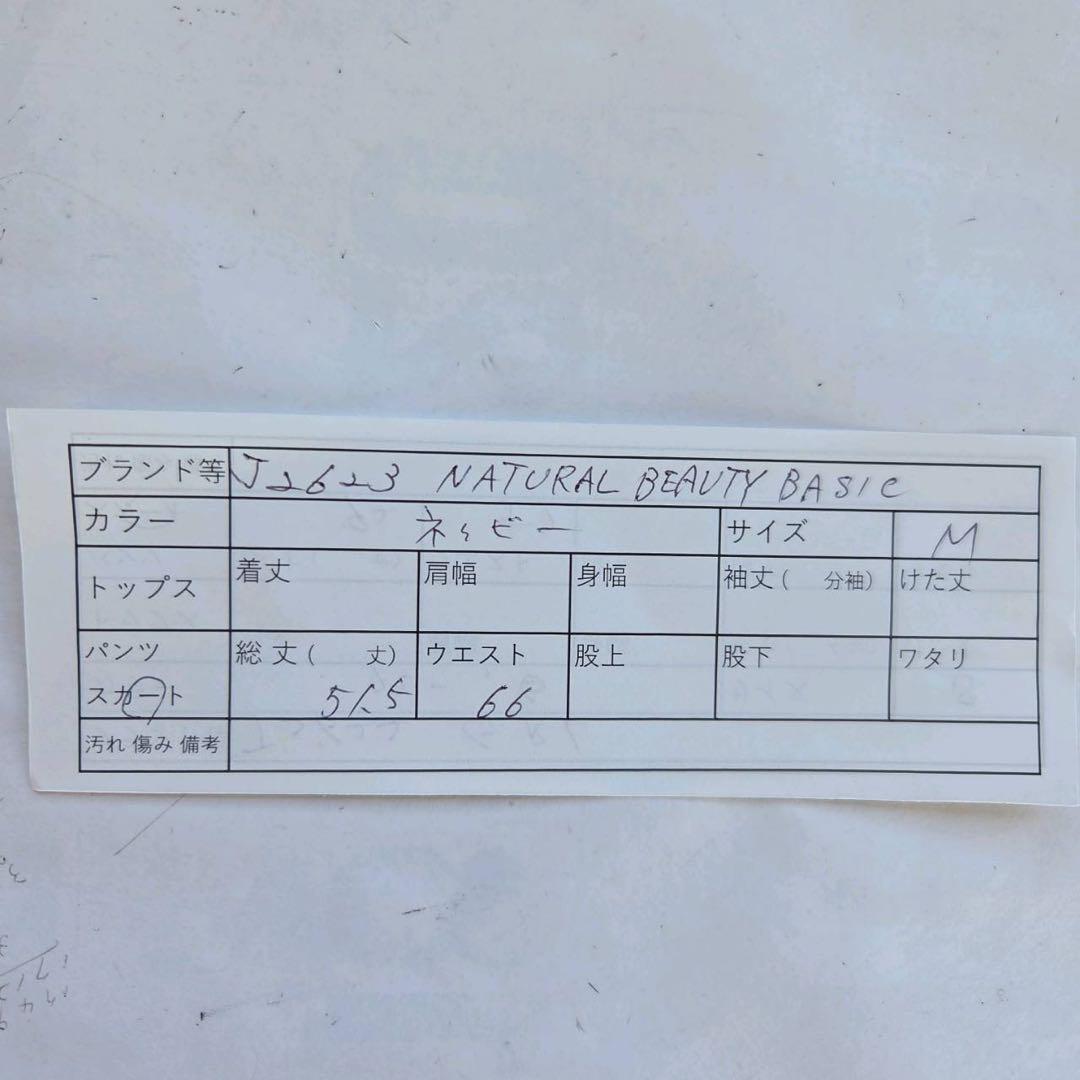 ブランド等 J2623 NATURAL BEAUTY BASIC
カラー ネイビー サイズ M
トップス 着丈 肩幅 身幅 袖丈( 分袖) けた丈
パンツ 総丈( 丈) ウエスト 股上 股下 ワタリ
スカート 51.5 66
汚れ 傷み 備考